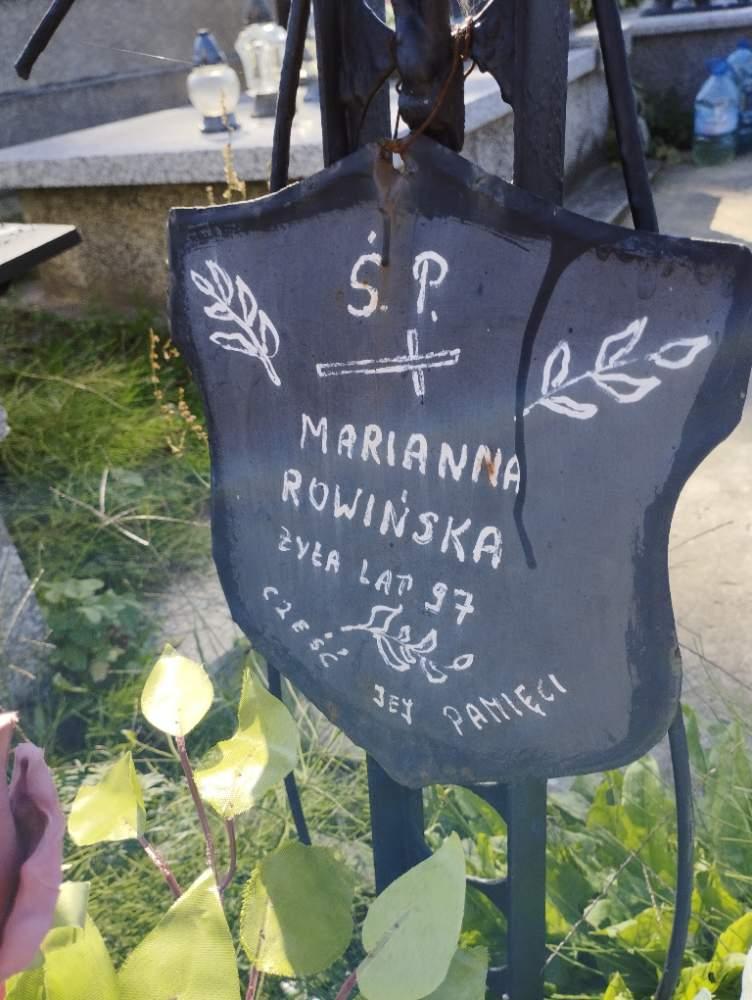 Ś. P.
MARIANNA
ROWIŃSKA
ŻYŁA LAT 97
CZEŚĆ JEJ PAMIĘCI